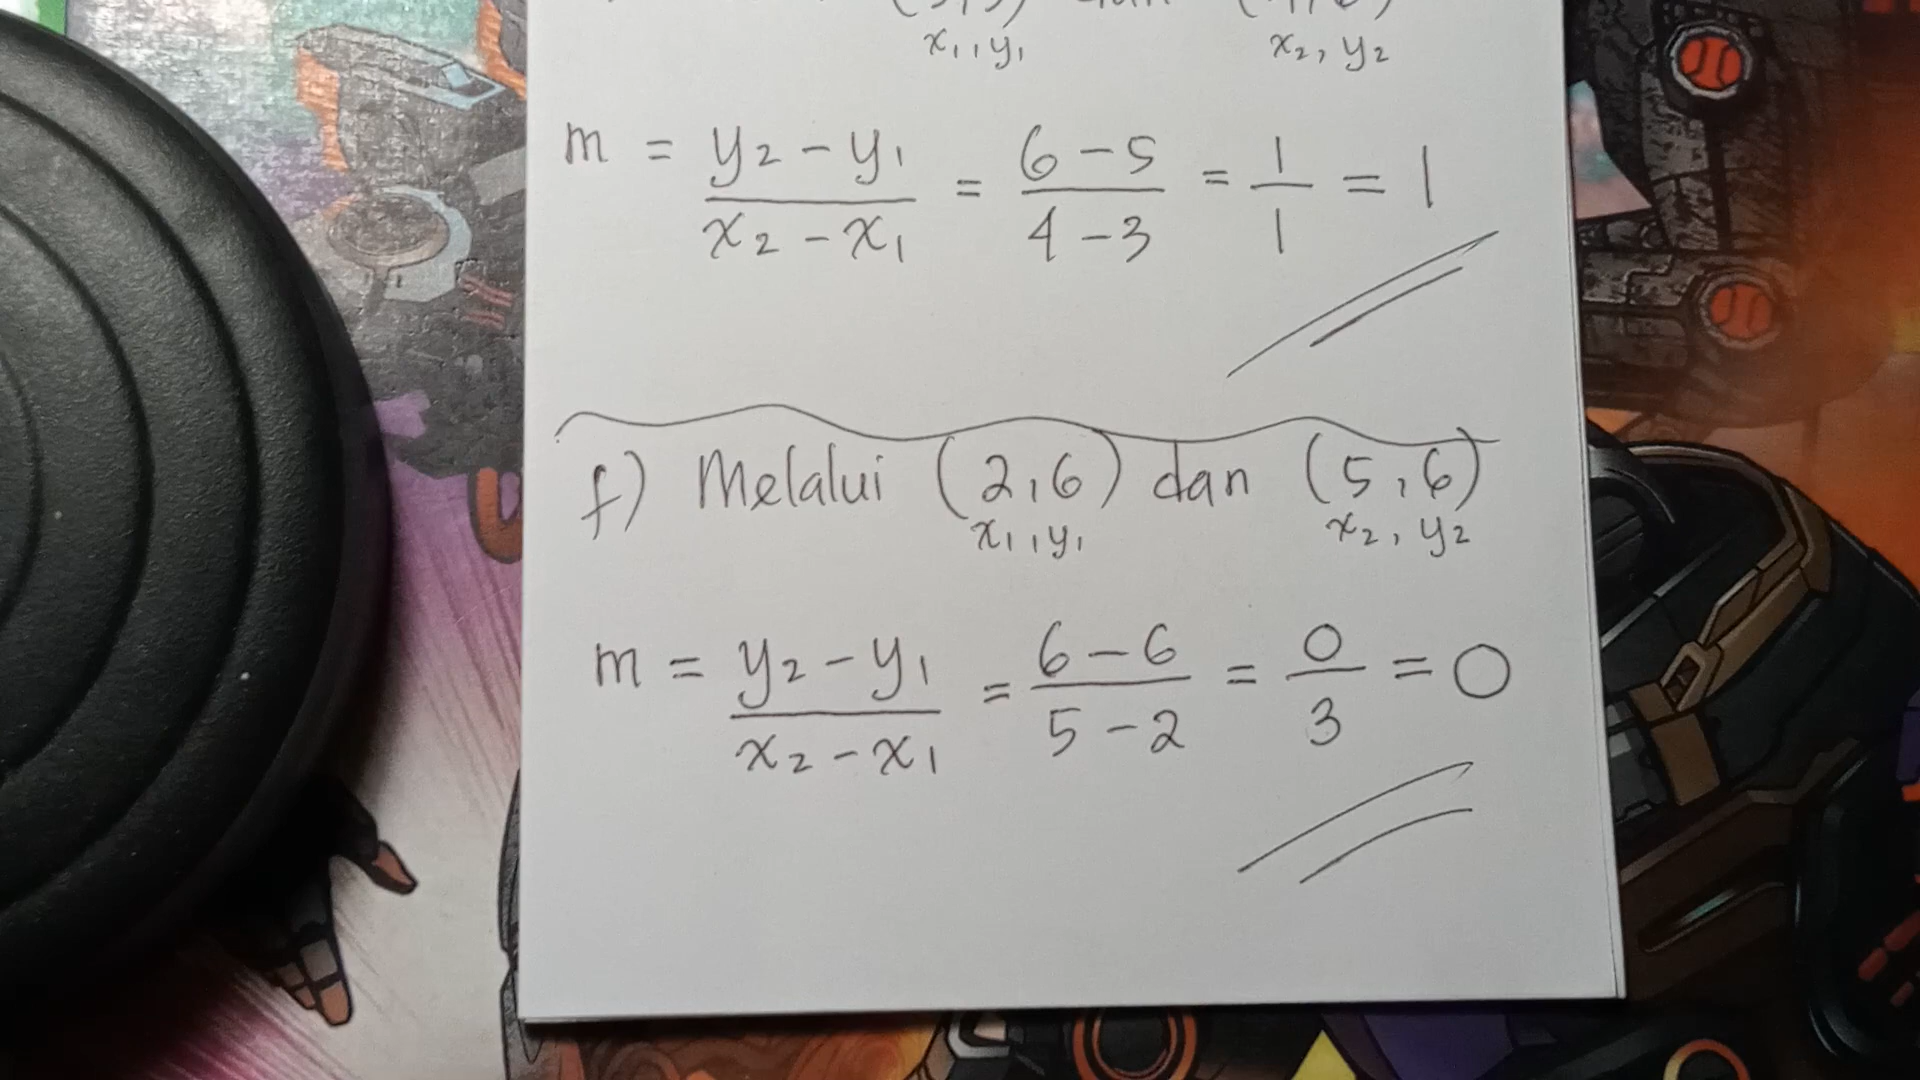 x₁, y₁ x₂, y₂
m = y₂ - y₁ / x₂ - x₁ = 6 - 5 / 4 - 3 = 1 / 1 = 1
f) Melalui (2,6) dan (5,6)
x₁, y₁ x₂, y₂
m = y₂ - y₁ / x₂ - x₁ = 6 - 6 / 5 - 2 = 0 / 3 = 0